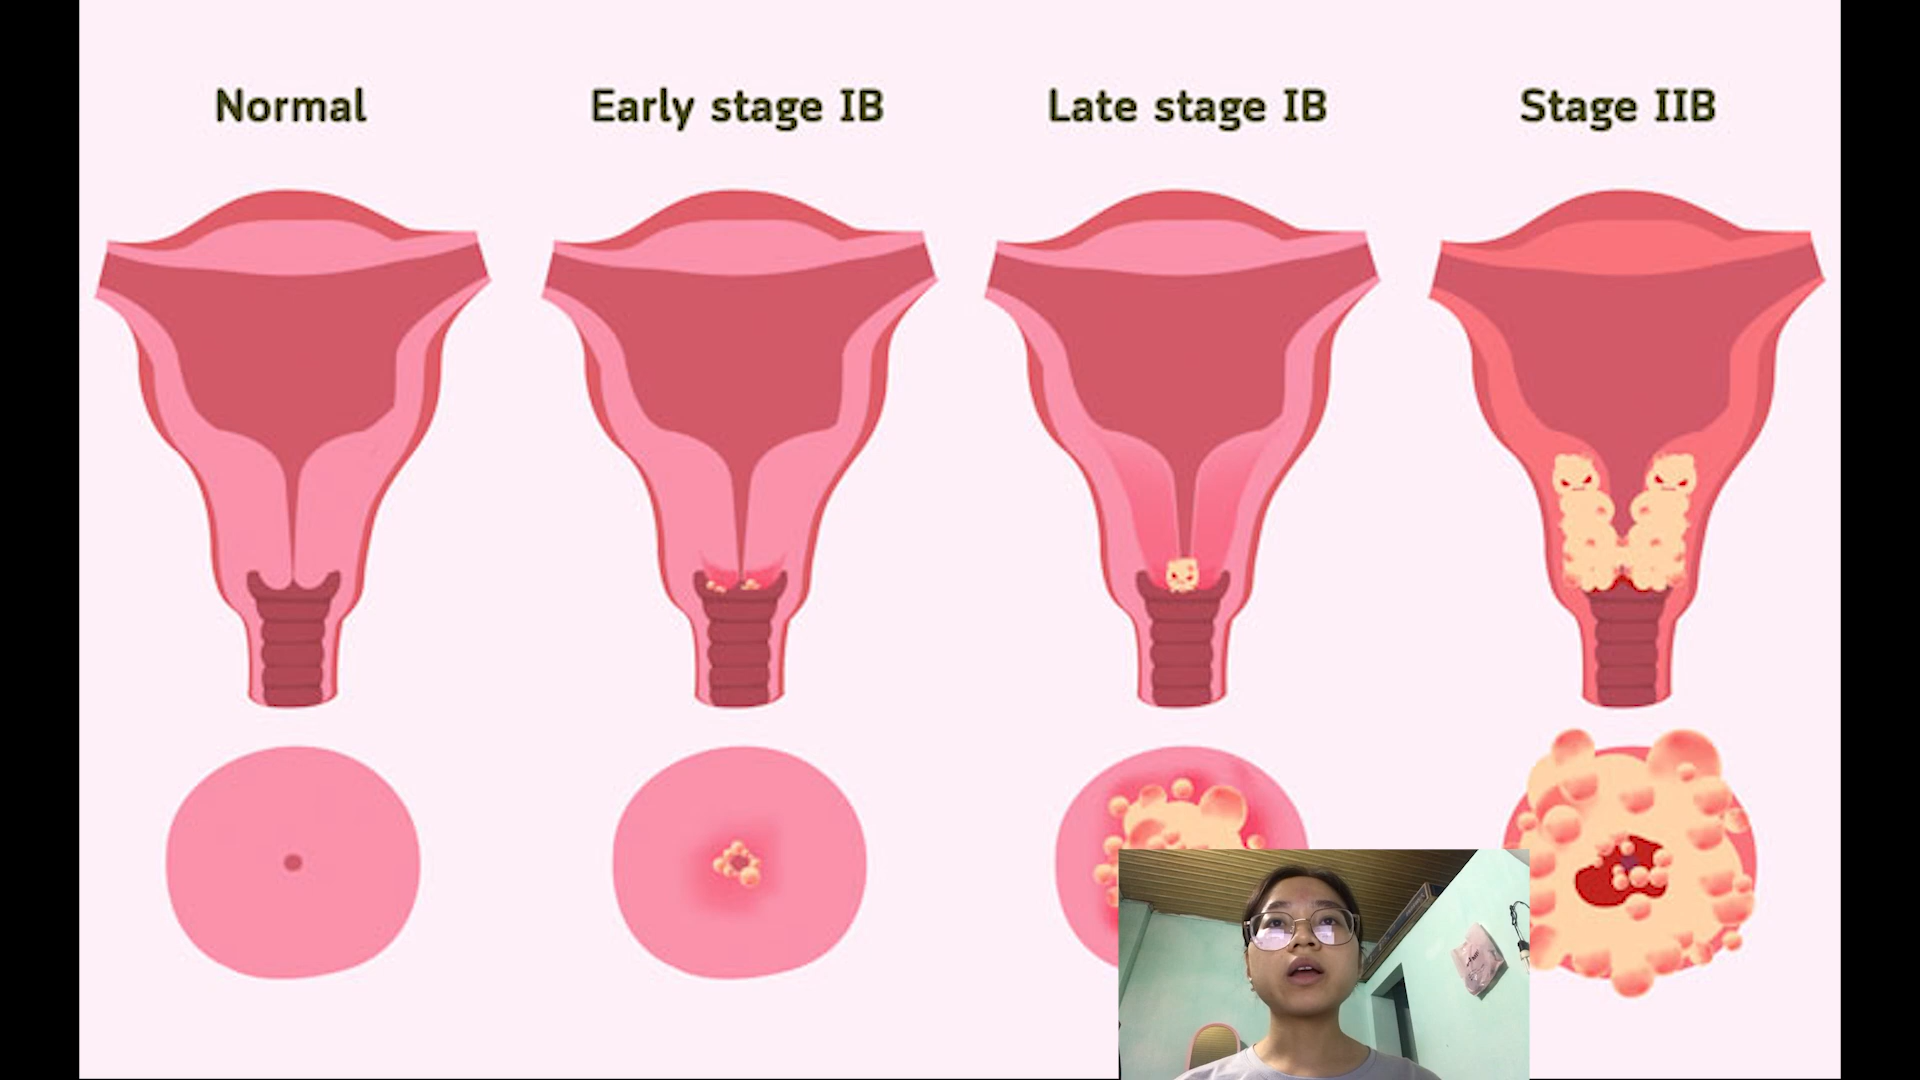 Normal
Early stage IB
Late stage IB
Stage IIB